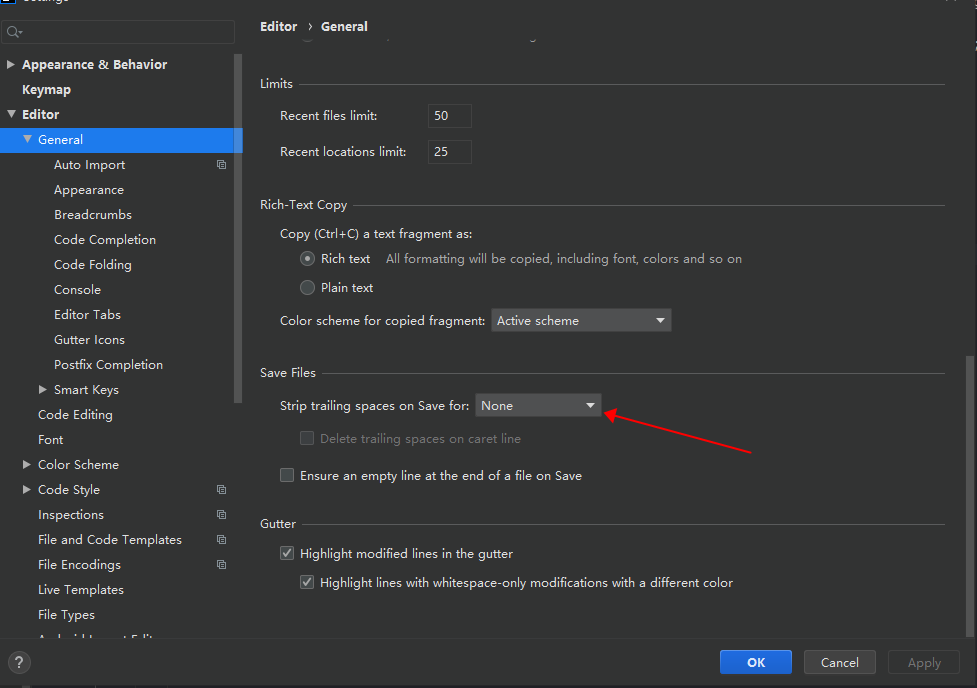 Editor › General
Appearance & Behavior
Keymap
Editor
General
Auto Import
Appearance
Breadcrumbs
Code Completion
Code Folding
Console
Editor Tabs
Gutter Icons
Postfix Completion
Smart Keys
Code Editing
Font
Color Scheme
Code Style
Inspections
File and Code Templates
File Encodings
Live Templates
File Types
Limits
Recent files limit: 50
Recent locations limit: 25
Rich-Text Copy
Copy (Ctrl+C) a text fragment as:
Rich text All formatting will be copied, including font, colors and so on
Plain text
Color scheme for copied fragment: Active scheme
Save Files
Strip trailing spaces on Save for: None
Delete trailing spaces on caret line
Ensure an empty line at the end of a file on Save
Gutter
Highlight modified lines in the gutter
Highlight lines with whitespace-only modifications with a different color
?
OK Cancel Apply